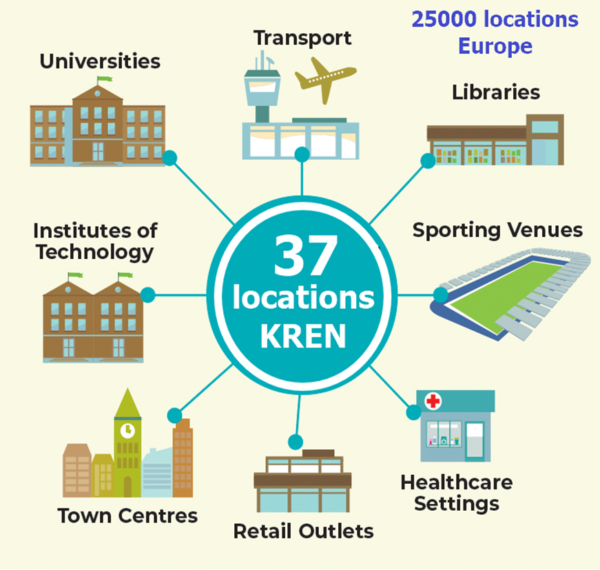 25000 locations
Europe
Transport
Universities
Libraries
Institutes of
Technology
Sporting Venues
37
locations
KREN
Town Centres
Retail Outlets
Healthcare
Settings